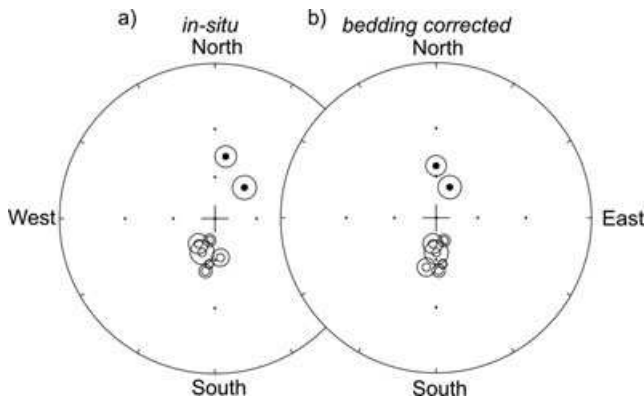 a) in-situ b) bedding corrected
North North
West East
South South